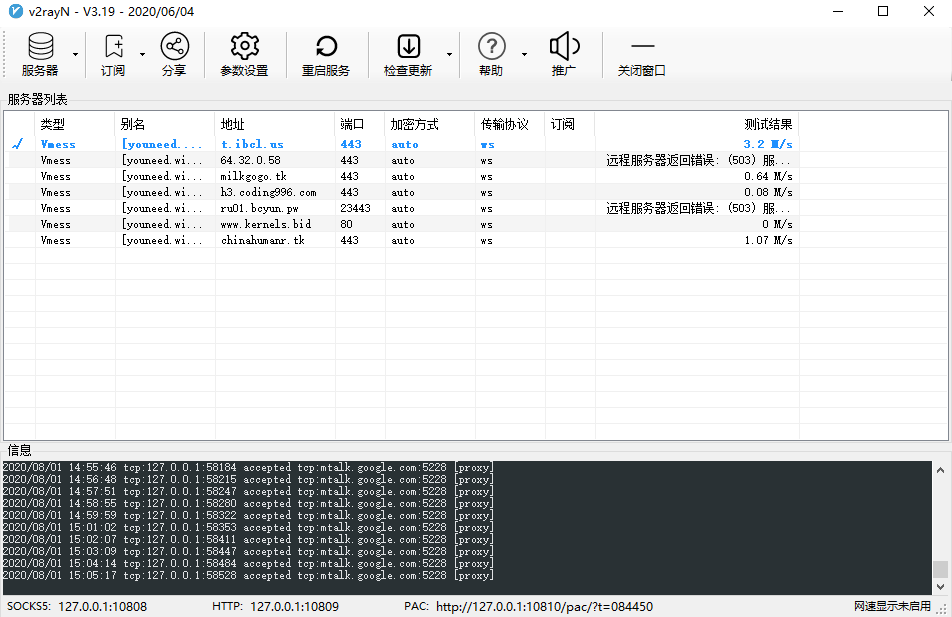 v2rayN - V3.19 - 2020/06/04
服务器 订阅 分享 参数设置 重启服务 检查更新 帮助 推广 关闭窗口
服务器列表
类型 别名 地址 端口 加密方式 传输协议 订阅 测试结果
Vmess [youneed.... t.ibcl.us 443 auto ws 3.2 M/s
Vmess [youneed.wi... 64.32.0.58 443 auto ws 远程服务器返回错误: (503) 服...
Vmess [youneed.wi... milkgogo.tk 443 auto ws 0.64 M/s
Vmess [youneed.wi... h3.coding996.com 443 auto ws 0.08 M/s
Vmess [youneed.wi... ru01.bcyun.pw 23443 auto ws 远程服务器返回错误: (503) 服...
Vmess [youneed.wi... www.kernels.bid 80 auto ws 0 M/s
Vmess [youneed.wi... chinahumanr.tk 443 auto ws 1.07 M/s
信息
2020/08/01 14:55:46 tcp:127.0.0.1:58184 accepted tcp:mtalk.google.com:5228 [proxy]
2020/08/01 14:56:48 tcp:127.0.0.1:58215 accepted tcp:mtalk.google.com:5228 [proxy]
2020/08/01 14:57:51 tcp:127.0.0.1:58247 accepted tcp:mtalk.google.com:5228 [proxy]
2020/08/01 14:58:55 tcp:127.0.0.1:58280 accepted tcp:mtalk.google.com:5228 [proxy]
2020/08/01 14:59:59 tcp:127.0.0.1:58322 accepted tcp:mtalk.google.com:5228 [proxy]
2020/08/01 15:01:02 tcp:127.0.0.1:58353 accepted tcp:mtalk.google.com:5228 [proxy]
2020/08/01 15:02:07 tcp:127.0.0.1:58411 accepted tcp:mtalk.google.com:5228 [proxy]
2020/08/01 15:03:09 tcp:127.0.0.1:58447 accepted tcp:mtalk.google.com:5228 [proxy]
2020/08/01 15:04:14 tcp:127.0.0.1:58484 accepted tcp:mtalk.google.com:5228 [proxy]
2020/08/01 15:05:17 tcp:127.0.0.1:58528 accepted tcp:mtalk.google.com:5228 [proxy]
SOCKS5: 127.0.0.1:10808 HTTP: 127.0.0.1:10809 PAC: http://127.0.0.1:10810/pac/?t=084450 网速显示未启用